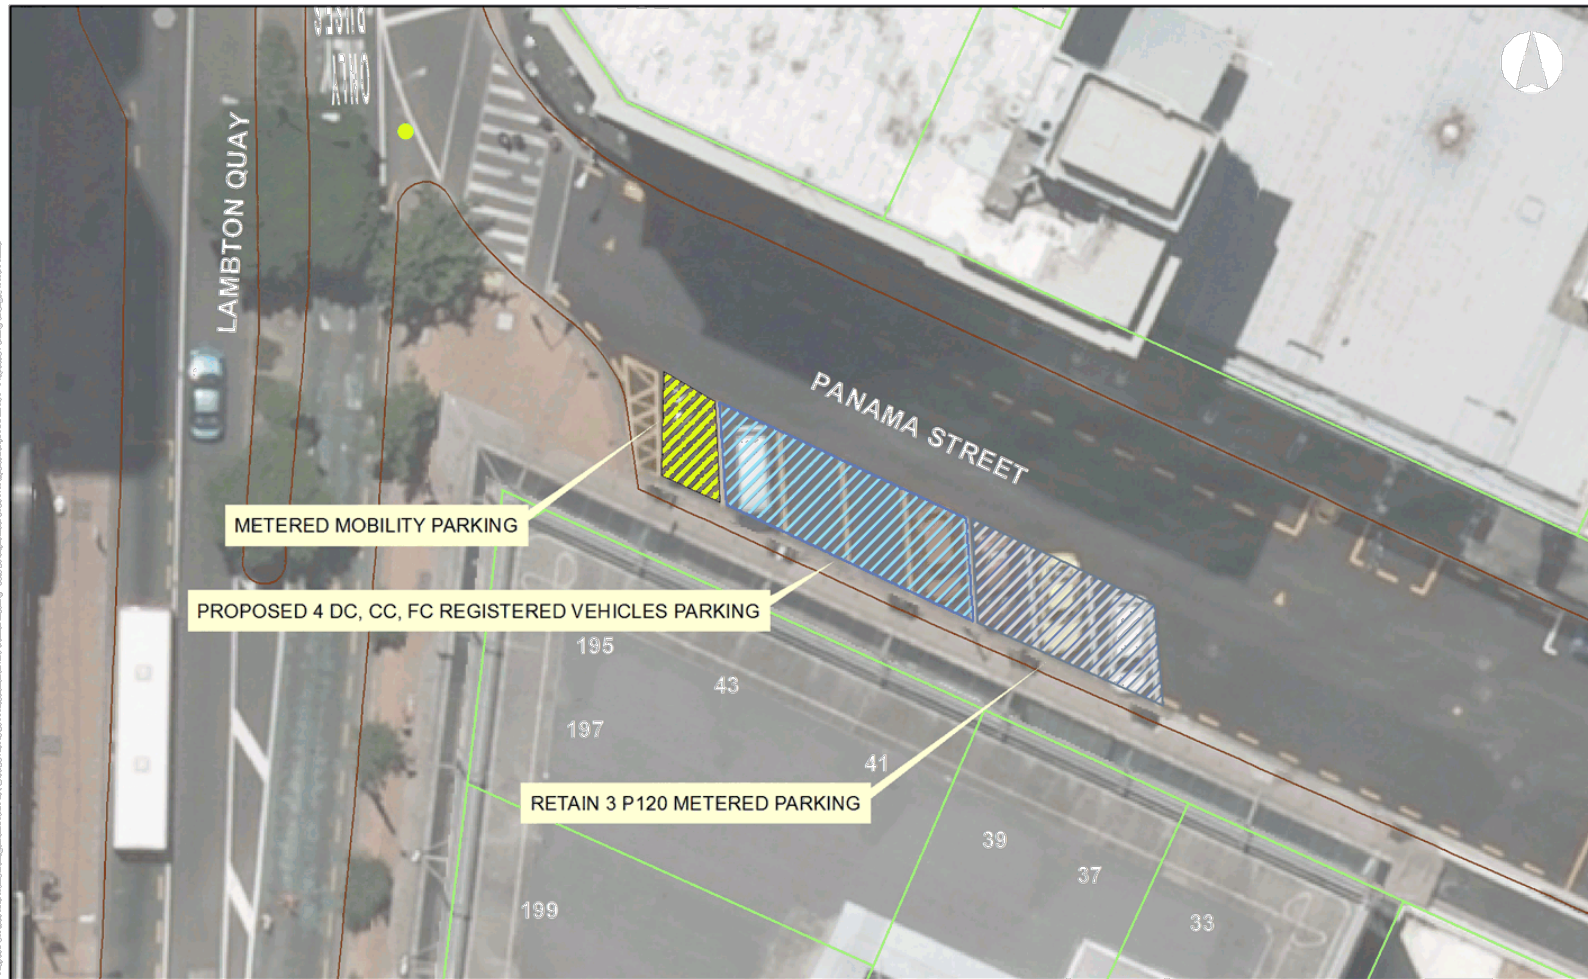 ONLY
LAMBTON QUAY
PANAMA STREET
METERED MOBILITY PARKING
PROPOSED 4 DC, CC, FC REGISTERED VEHICLES PARKING
195
43
197
41
RETAIN 3 P120 METERED PARKING
39
37
199
33